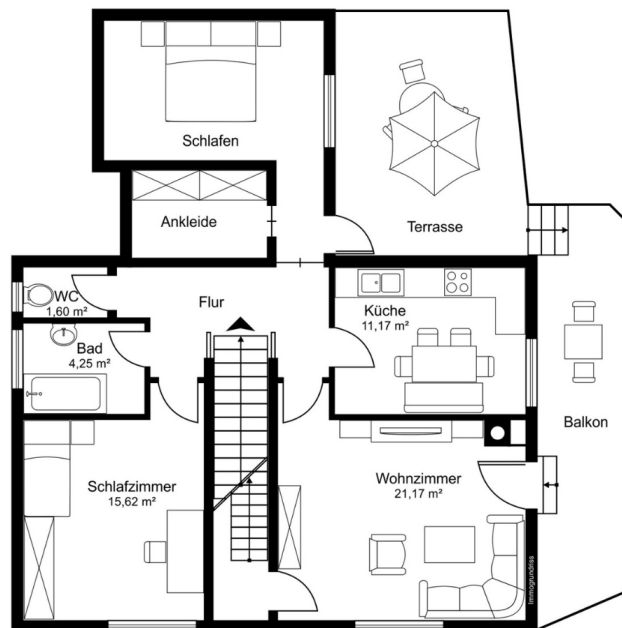 Schlafen
Ankleide
Terrasse
WC
1,60 m²
Flur
Küche
11,17 m²
Bad
4,25 m²
Balkon
Schlafzimmer
15,62 m²
Wohnzimmer
21,17 m²
Immogrundriss